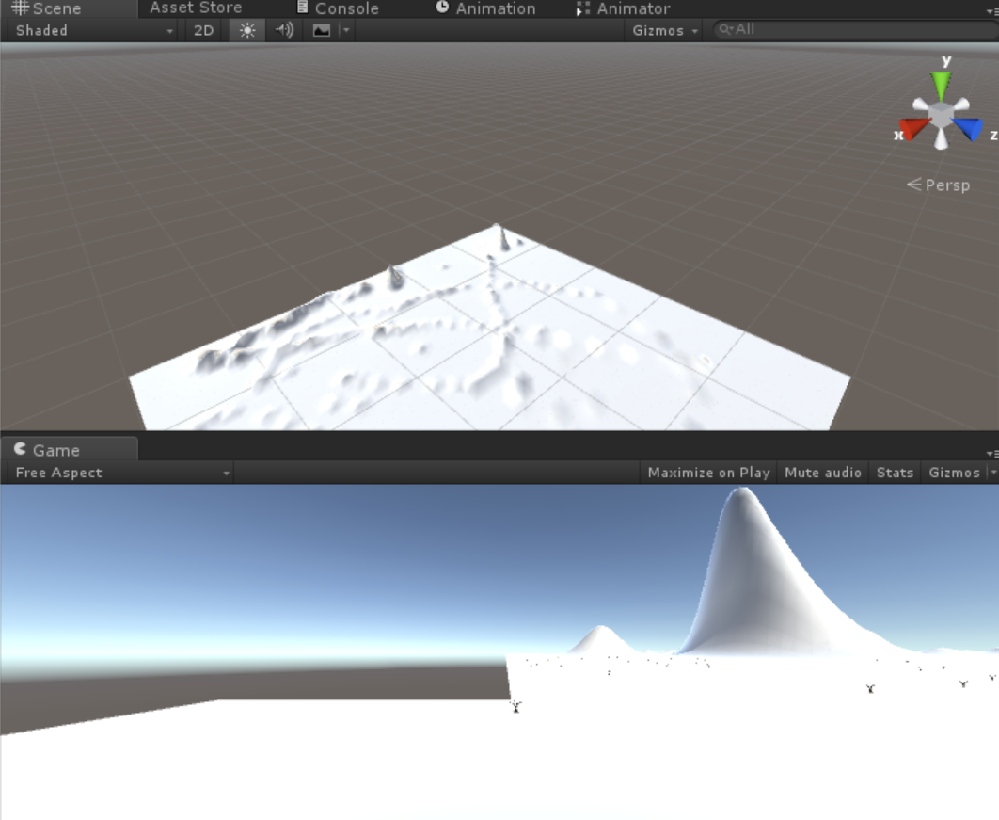 Scene Asset Store Console Animation Animator
Shaded 2D Gizmos All
y
x z
Persp
Game
Free Aspect Maximize on Play Mute audio Stats Gizmos